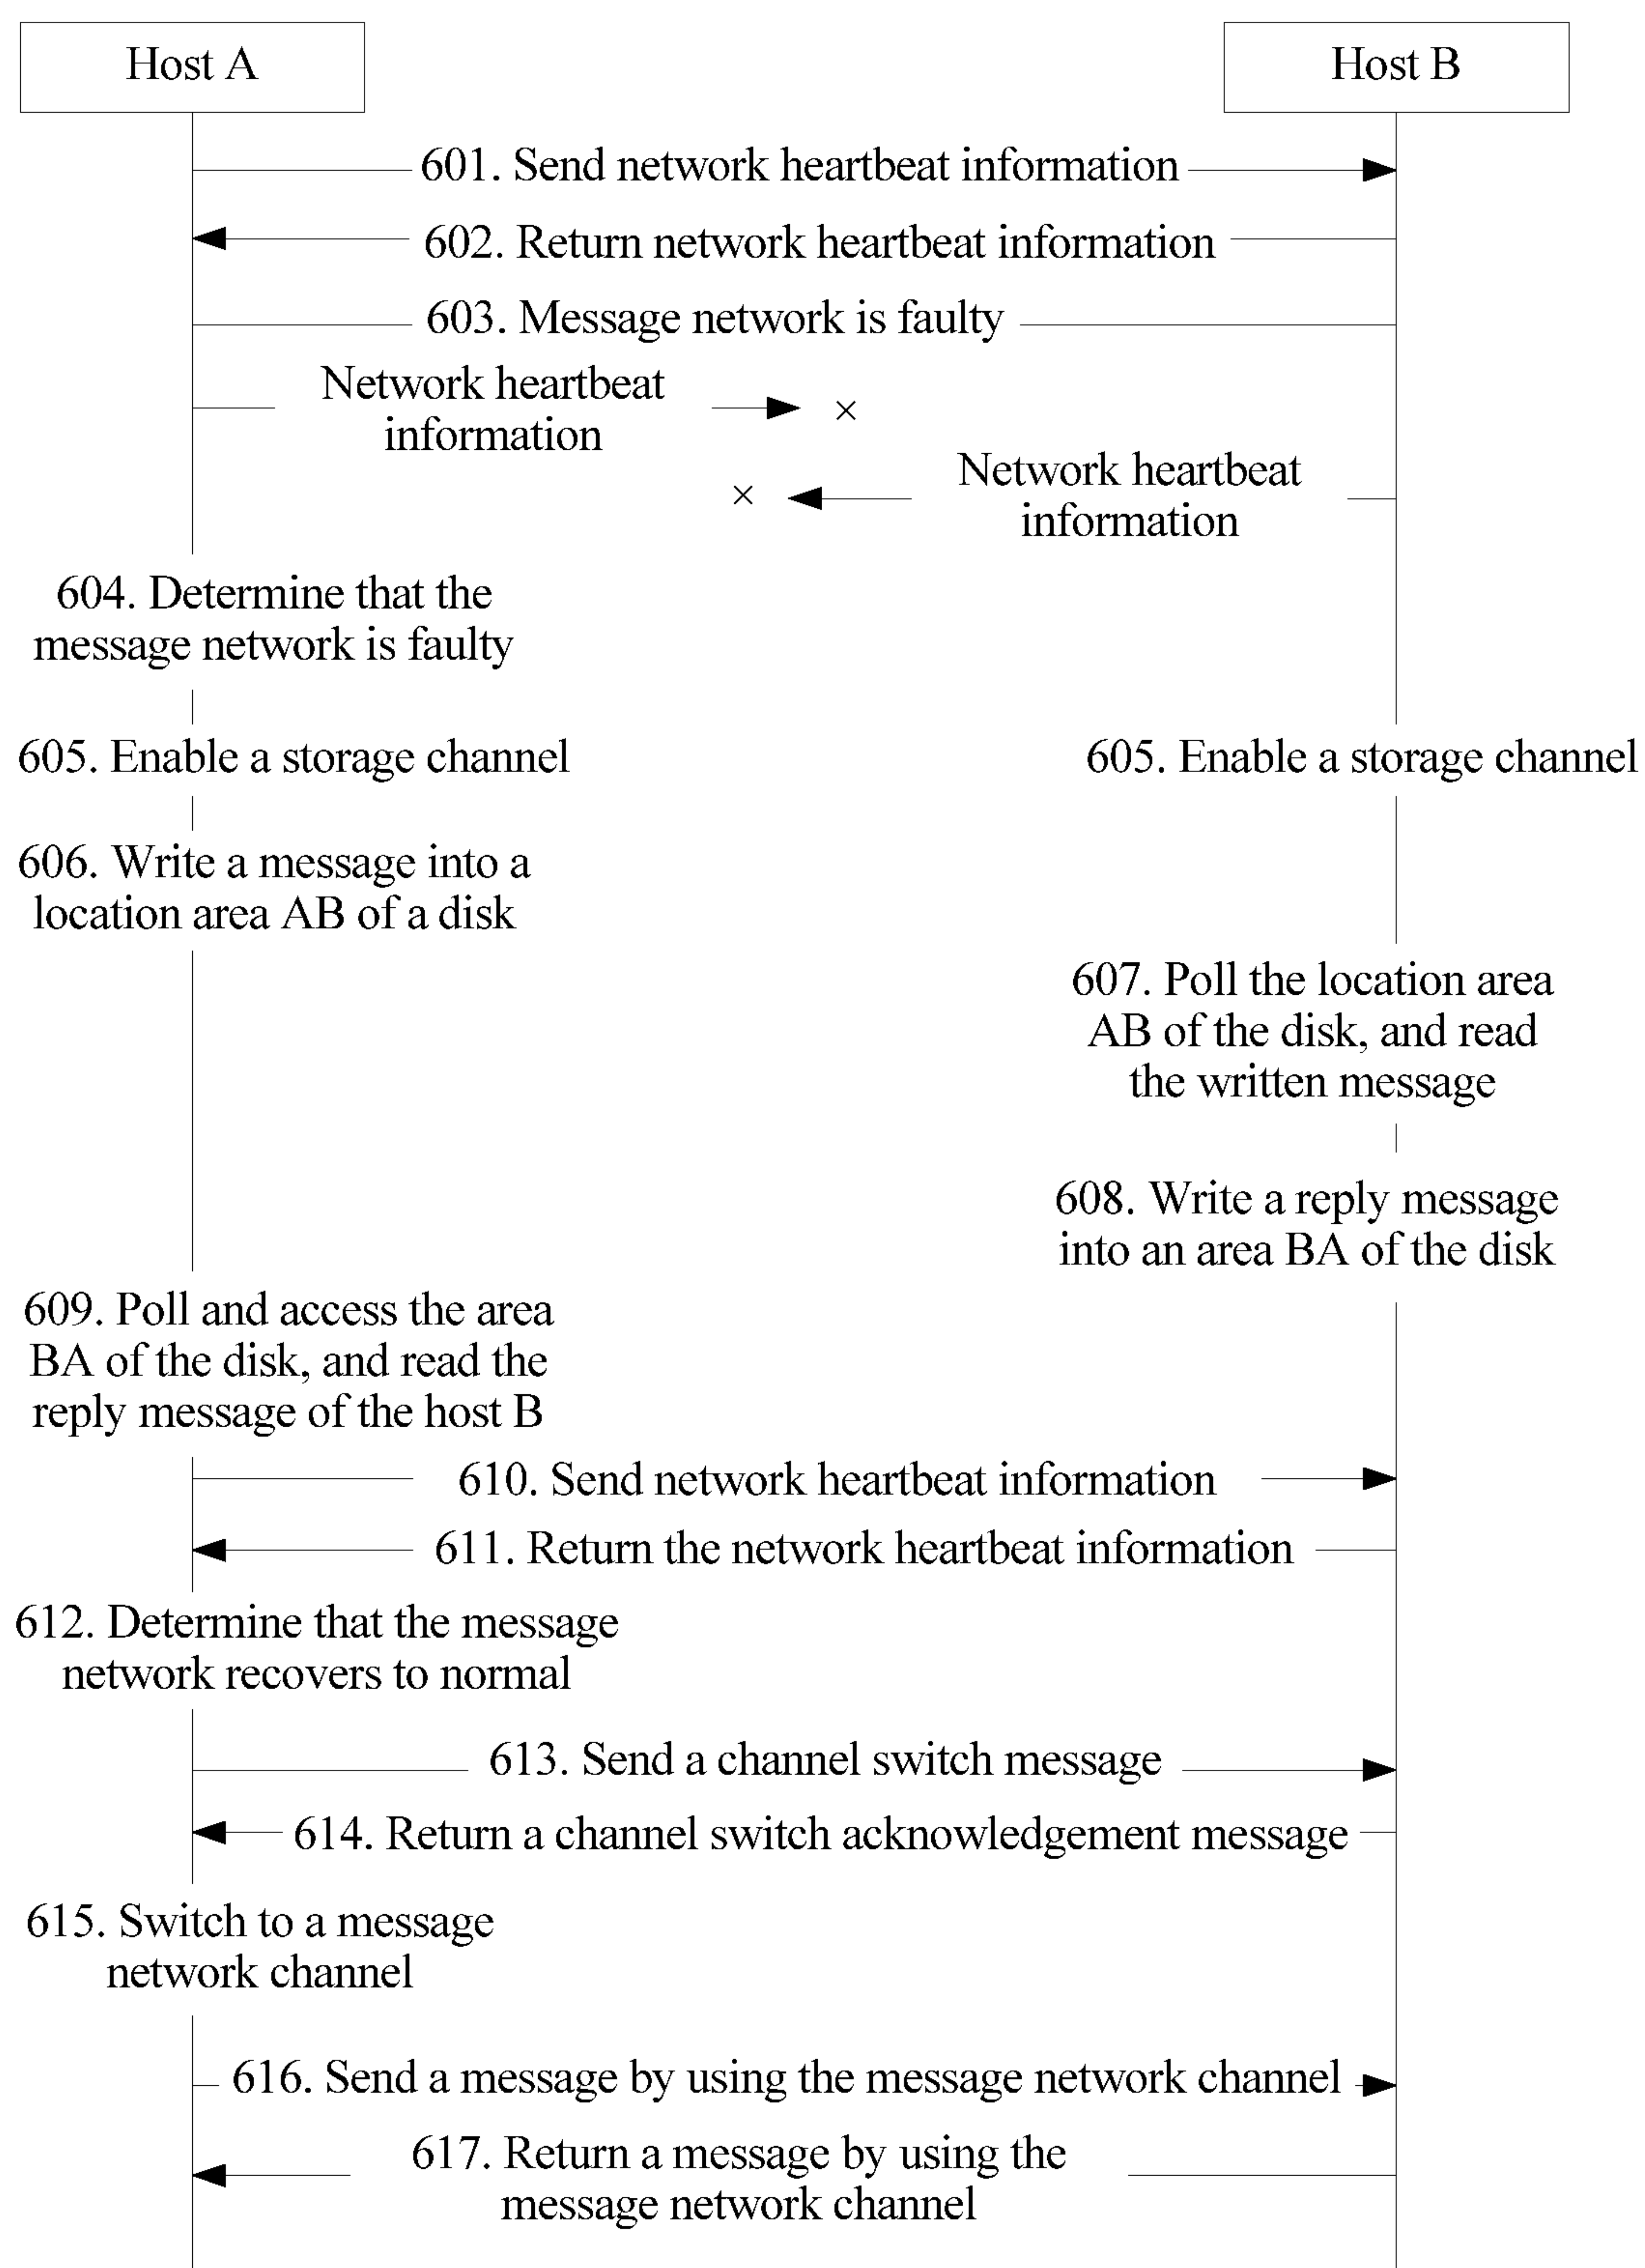 Host A
Host B
601. Send network heartbeat information
602. Return network heartbeat information
603. Message network is faulty
Network heartbeat
information
×
Network heartbeat
information
×
604. Determine that the
message network is faulty
605. Enable a storage channel
605. Enable a storage channel
606. Write a message into a
location area AB of a disk
607. Poll the location area
AB of the disk, and read
the written message
608. Write a reply message
into an area BA of the disk
609. Poll and access the area
BA of the disk, and read the
reply message of the host B
610. Send network heartbeat information
611. Return the network heartbeat information
612. Determine that the message
network recovers to normal
613. Send a channel switch message
614. Return a channel switch acknowledgement message
615. Switch to a message
network channel
616. Send a message by using the message network channel
617. Return a message by using the
message network channel